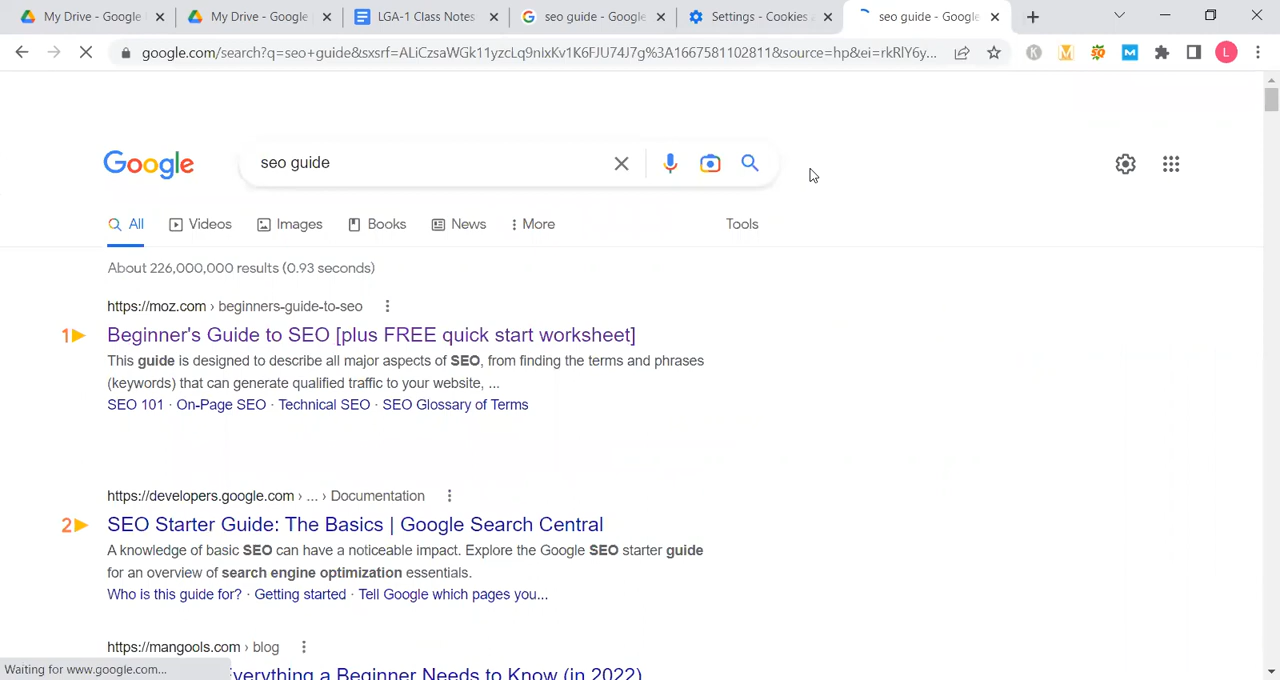 My Drive - Google
My Drive - Google
LGA-1 Class Notes
seo guide - Google
Settings - Cookies a
seo guide - Google
google.com/search?q=seo+guide&sxsrf=ALiCzsaWGk11yzcLq9nixKv1K6FJU74J7g%3A1667581102811&source=hp&ei=rkRlY6y...
L
Google
seo guide
All
Videos
Images
Books
News
More
Tools
About 226,000,000 results (0.93 seconds)
https://moz.com › beginners-guide-to-seo
1
Beginner's Guide to SEO [plus FREE quick start worksheet]
This guide is designed to describe all major aspects of SEO, from finding the terms and phrases
(keywords) that can generate qualified traffic to your website, ...
SEO 101 · On-Page SEO · Technical SEO · SEO Glossary of Terms
https://developers.google.com › ... › Documentation
2
SEO Starter Guide: The Basics | Google Search Central
A knowledge of basic SEO can have a noticeable impact. Explore the Google SEO starter guide
for an overview of search engine optimization essentials.
Who is this guide for? · Getting started · Tell Google which pages you...
https://mangools.com › blog
Everything a Beginner Needs to Know (in 2022)
Waiting for www.google.com...